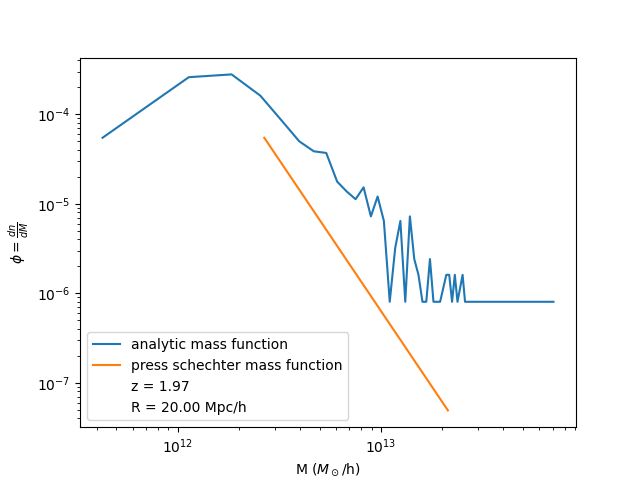 10⁻⁴
10⁻⁵
10⁻⁶
10⁻⁷
ϕ = dn/dM
analytic mass function
press schechter mass function
z = 1.97
R = 20.00 Mpc/h
10¹² 10¹³
M (M⊙/h)